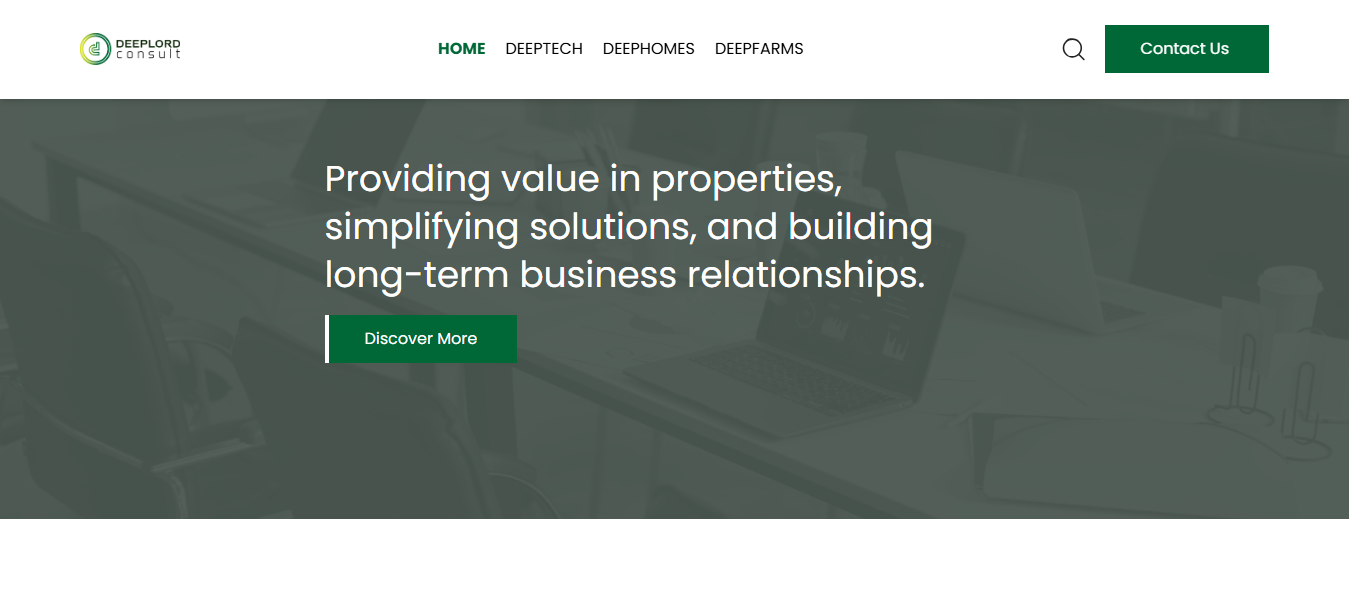 DEEPLORD
consult
HOME DEEPTECH DEEPHOMES DEEPFARMS
Contact Us
Providing value in properties,
simplifying solutions, and building
long-term business relationships.
Discover More